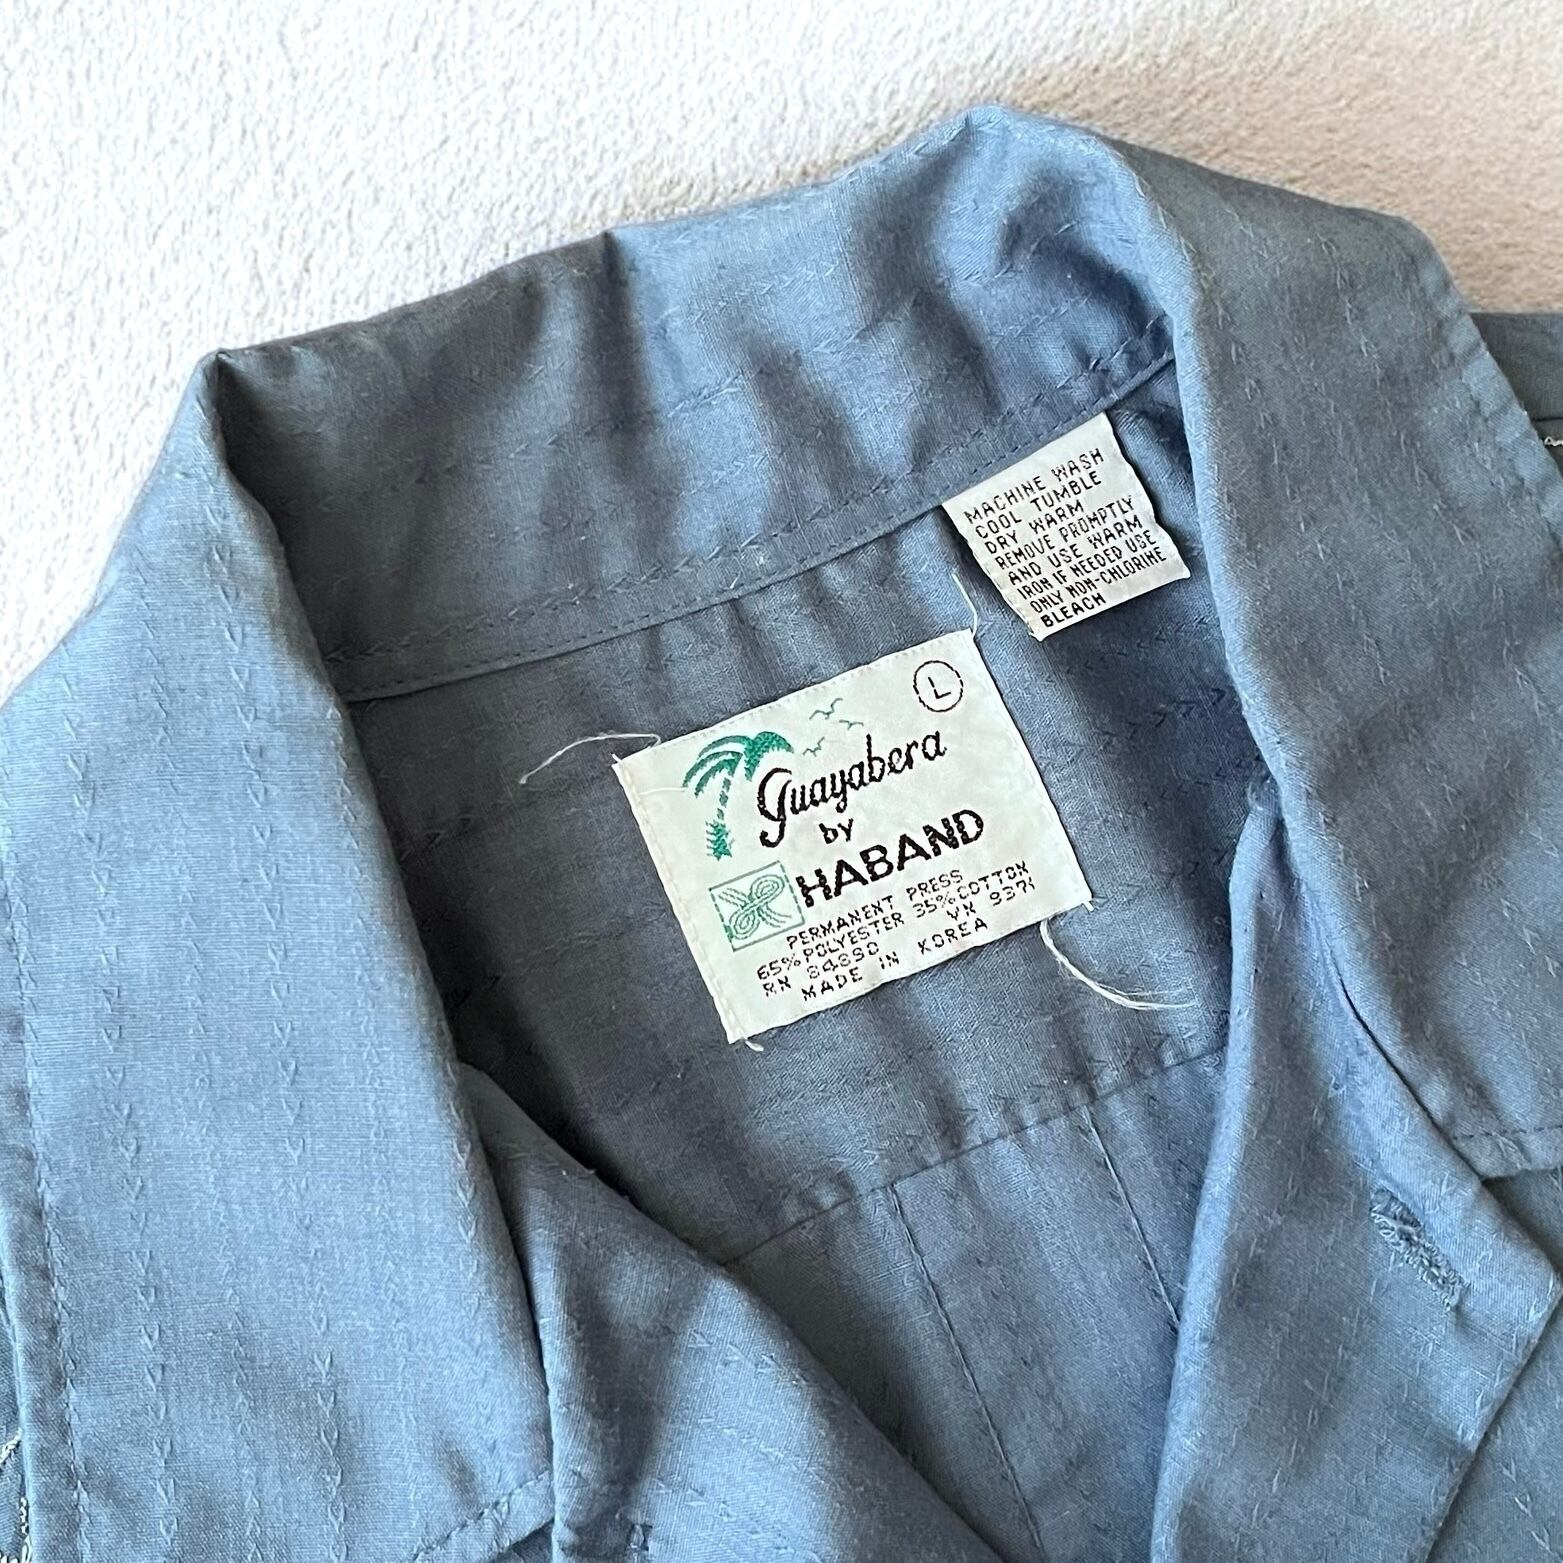 MACHINE WASH
COOL TUMBLE
DRY WARM
REMOVE PROMPTLY
AND USE WARM
IRON IF NEEDED USE
ONLY NON-CHLORINE
BLEACH
L
Guayabera
by
HABAND
PERMANENT PRESS
65% POLYESTER 35% COTTON
RN
MADE IN KOREA